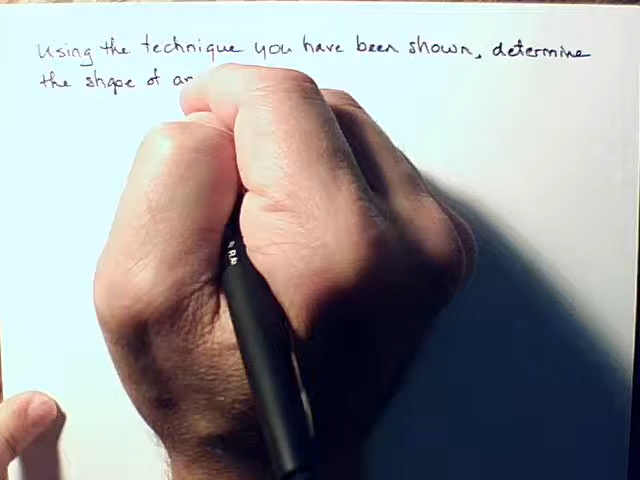 Using the technique you have been shown, determine
the shape of an